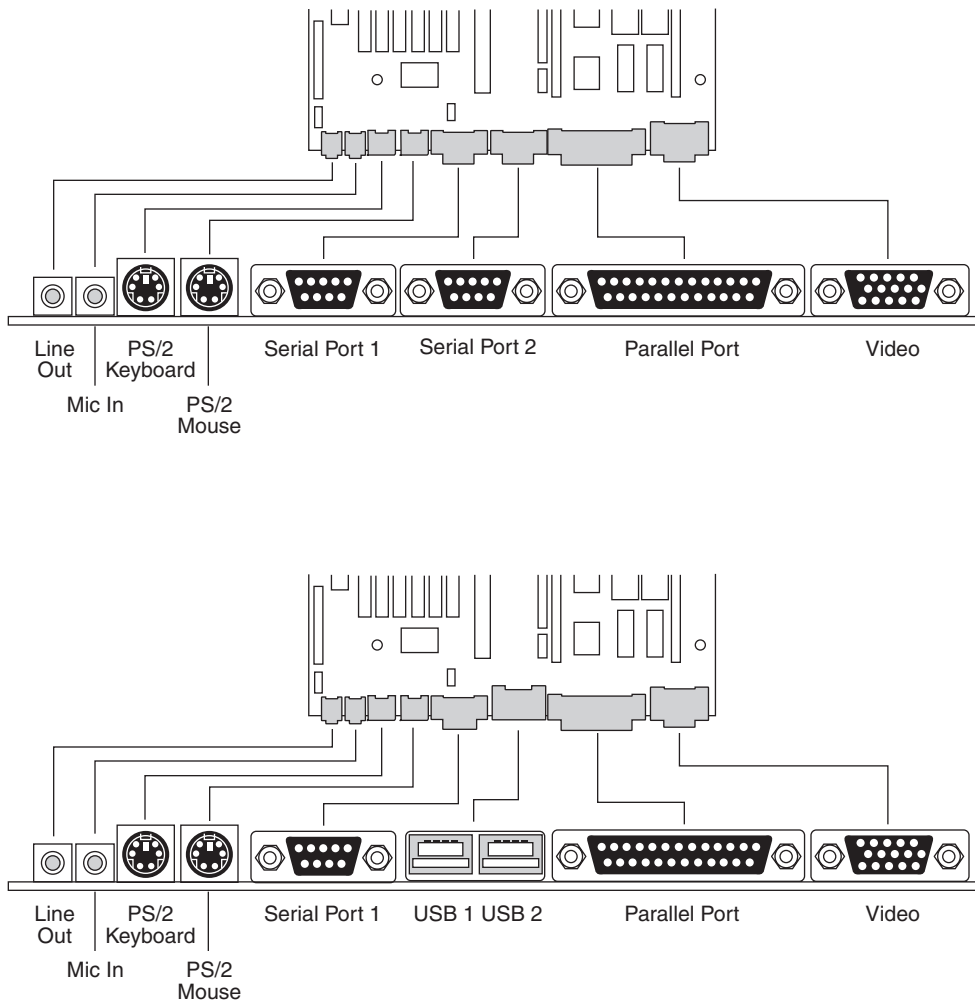 Line
Out
PS/2
Keyboard
Serial Port 1
Serial Port 2
Parallel Port
Video
Mic In
PS/2
Mouse
Line
Out
PS/2
Keyboard
Serial Port 1
USB 1 USB 2
Parallel Port
Video
Mic In
PS/2
Mouse